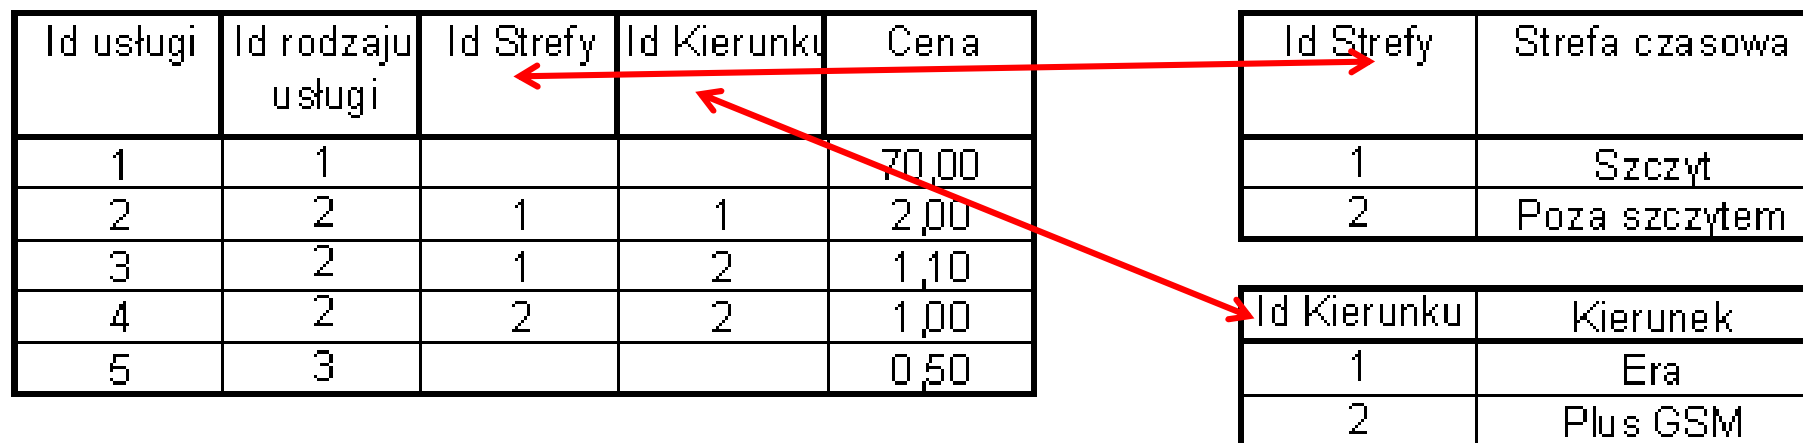 Id usługi Id rodzaju usługi Id Strefy Id Kierunku Cena
1 1 70,00
2 2 1 1 2,00
3 2 1 2 1,10
4 2 2 2 1,00
5 3 0,50
Id Strefy Strefa czasowa
1 Szczyt
2 Poza szczytem
Id Kierunku Kierunek
1 Era
2 Plus GSM